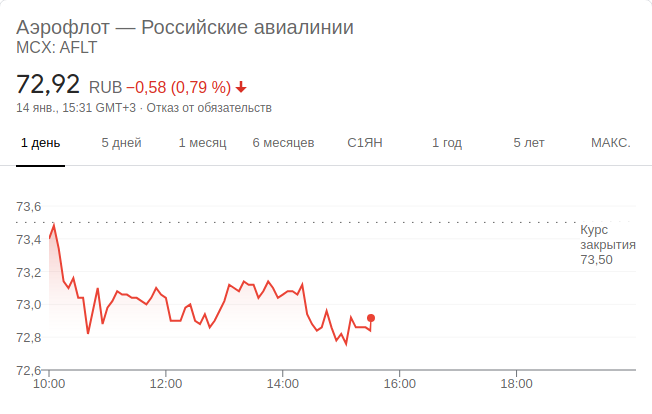 Аэрофлот — Российские авиалинии
MCX: AFLT
72,92 RUB −0,58 (0,79 %)
14 янв., 15:31 GMT+3 · Отказ от обязательств
1 день 5 дней 1 месяц 6 месяцев С1ЯН 1 год 5 лет МАКС.
73,6
Курс
закрытия
73,50
73,4
73,2
73,0
72,8
72,6
10:00 12:00 14:00 16:00 18:00